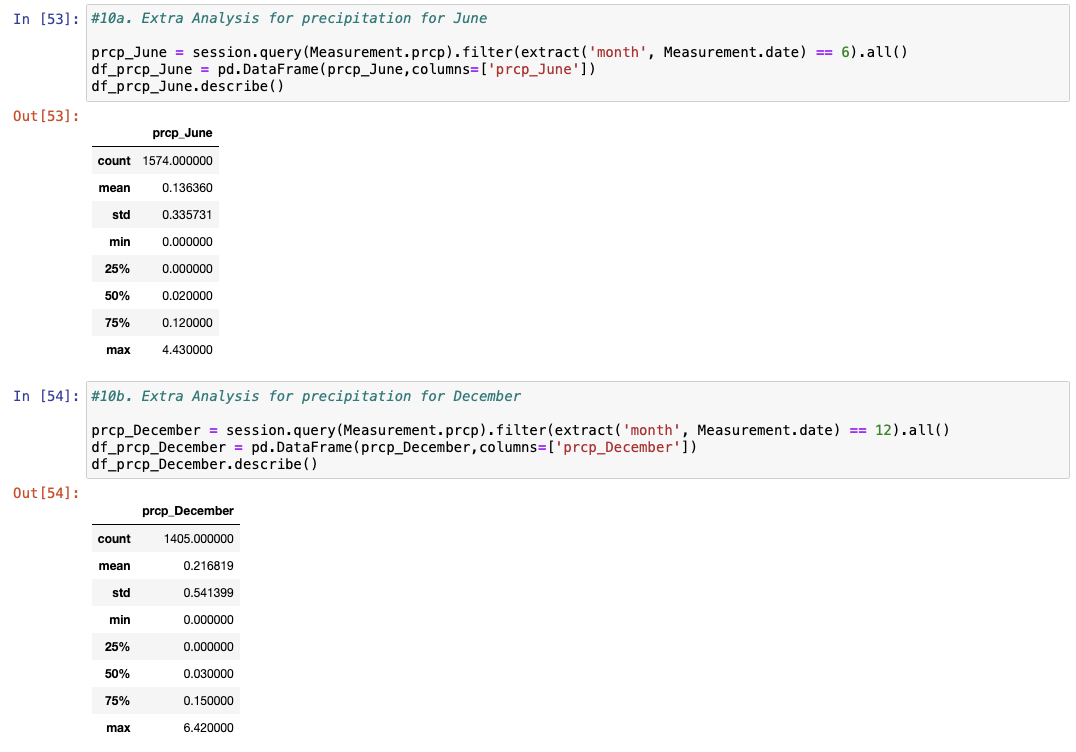 In [53]: #10a. Extra Analysis for precipitation for June
prcp_June = session.query(Measurement.prcp).filter(extract('month', Measurement.date) == 6).all()
df_prcp_June = pd.DataFrame(prcp_June,columns=['prcp_June'])
df_prcp_June.describe()
Out[53]:
prcp_June
count 1574.000000
mean 0.136360
std 0.335731
min 0.000000
25% 0.000000
50% 0.020000
75% 0.120000
max 4.430000
In [54]: #10b. Extra Analysis for precipitation for December
prcp_December = session.query(Measurement.prcp).filter(extract('month', Measurement.date) == 12).all()
df_prcp_December = pd.DataFrame(prcp_December,columns=['prcp_December'])
df_prcp_December.describe()
Out[54]:
prcp_December
count 1405.000000
mean 0.216819
std 0.541399
min 0.000000
25% 0.000000
50% 0.030000
75% 0.150000
max 6.420000